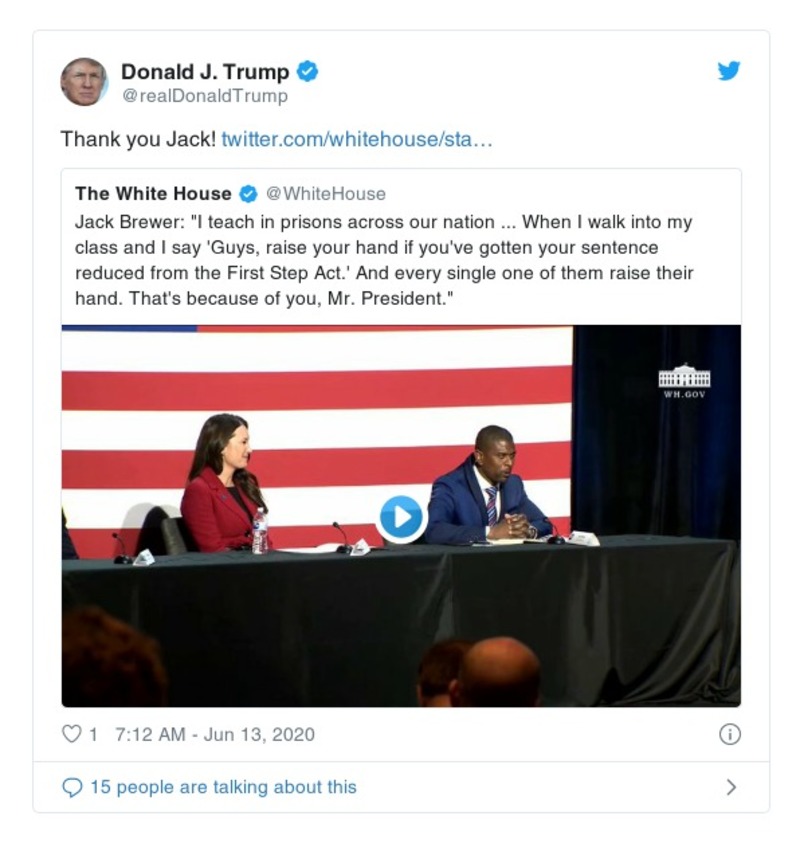 Donald J. Trump
@realDonaldTrump
Thank you Jack! twitter.com/whitehouse/sta…
The White House @WhiteHouse
Jack Brewer: "I teach in prisons across our nation ... When I walk into my
class and I say 'Guys, raise your hand if you've gotten your sentence
reduced from the First Step Act.' And every single one of them raise their
hand. That's because of you, Mr. President."
WH.GOV
1 7:12 AM - Jun 13, 2020
15 people are talking about this